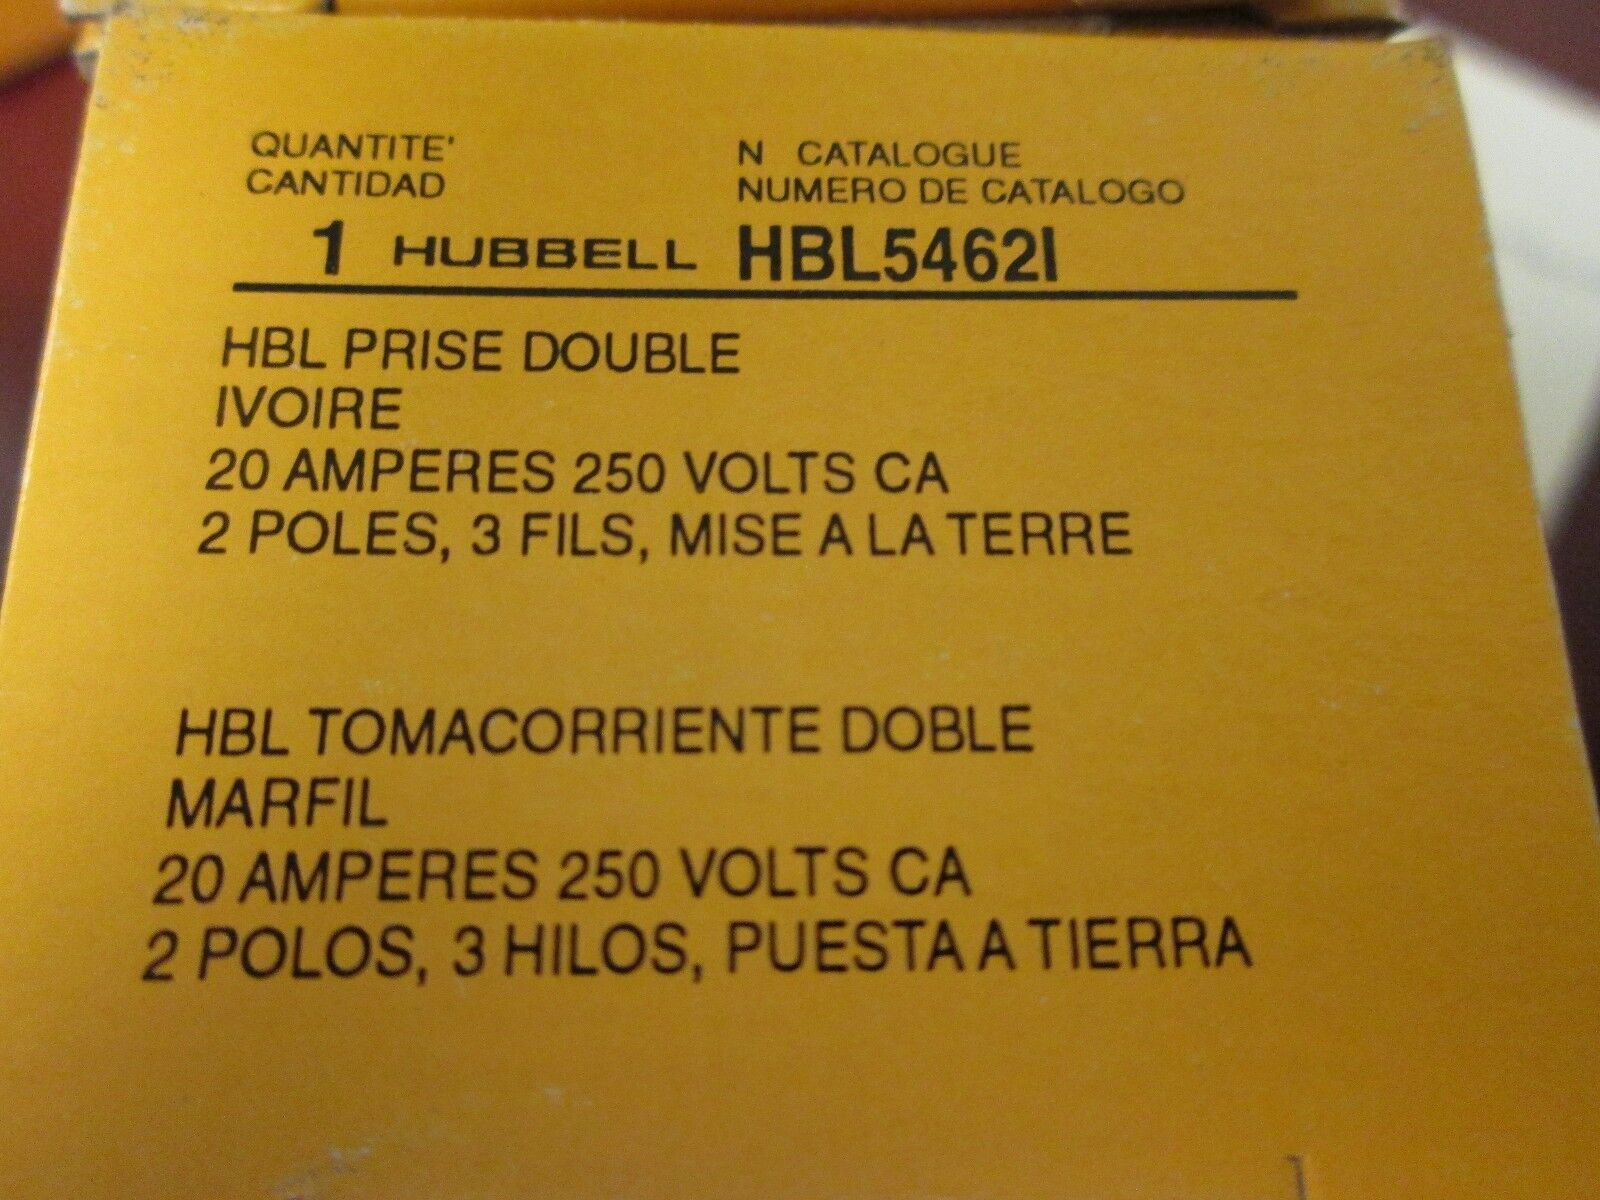 QUANTITE' N CATALOGUE
CANTIDAD NUMERO DE CATALOGO
1 HUBBELL HBL5462I
HBL PRISE DOUBLE
IVOIRE
20 AMPERES 250 VOLTS CA
2 POLES, 3 FILS, MISE A LA TERRE
HBL TOMACORRIENTE DOBLE
MARFIL
20 AMPERES 250 VOLTS CA
2 POLOS, 3 HILOS, PUESTA A TIERRA